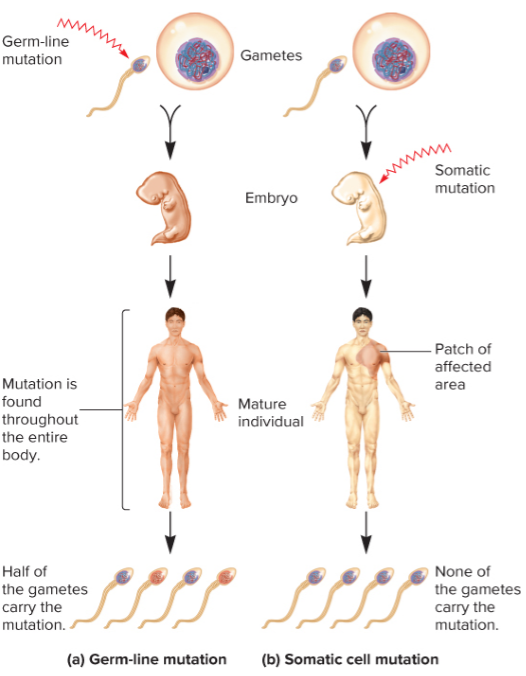 Germ-line
mutation
Gametes
Somatic
mutation
Embryo
Patch of
affected
area
Mutation is
found
throughout
the entire
body.
Mature
individual
Half of
the gametes
carry the
mutation.
None of
the gametes
carry the
mutation.
(a) Germ-line mutation
(b) Somatic cell mutation